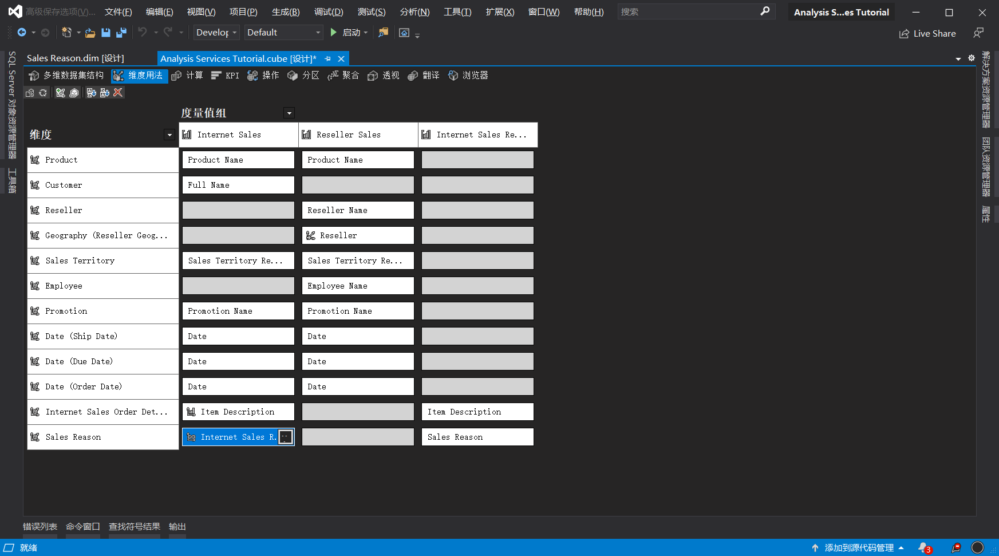 高级保存选项(V)... 文件(F) 编辑(E) 视图(V) 项目(P) 生成(B) 调试(D) 测试(S) 分析(N) 工具(T) 扩展(X) 窗口(W) 帮助(H) 搜索 Analysis S...es Tutorial
Develop Default 启动 Live Share
SQL Server 对象资源管理器
工具箱
Sales Reason.dim [设计] Analysis Services Tutorial.cube [设计]*
多维数据集结构 维度用法 计算 KPI 操作 分区 聚合 透视 翻译 浏览器
度量值组
维度 Internet Sales Reseller Sales Internet Sales Re...
Product Product Name Product Name
Customer Full Name
Reseller Reseller Name
Geography (Reseller Geog... Reseller
Sales Territory Sales Territory Re... Sales Territory Re...
Employee Employee Name
Promotion Promotion Name Promotion Name
Date (Ship Date) Date Date
Date (Due Date) Date Date
Date (Order Date) Date Date
Internet Sales Order Det... Item Description Item Description
Sales Reason Internet Sales R. ... Sales Reason
解决方案资源管理器
团队资源管理器
属性
错误列表 命令窗口 查找符号结果 输出
就绪 添加到源代码管理 3